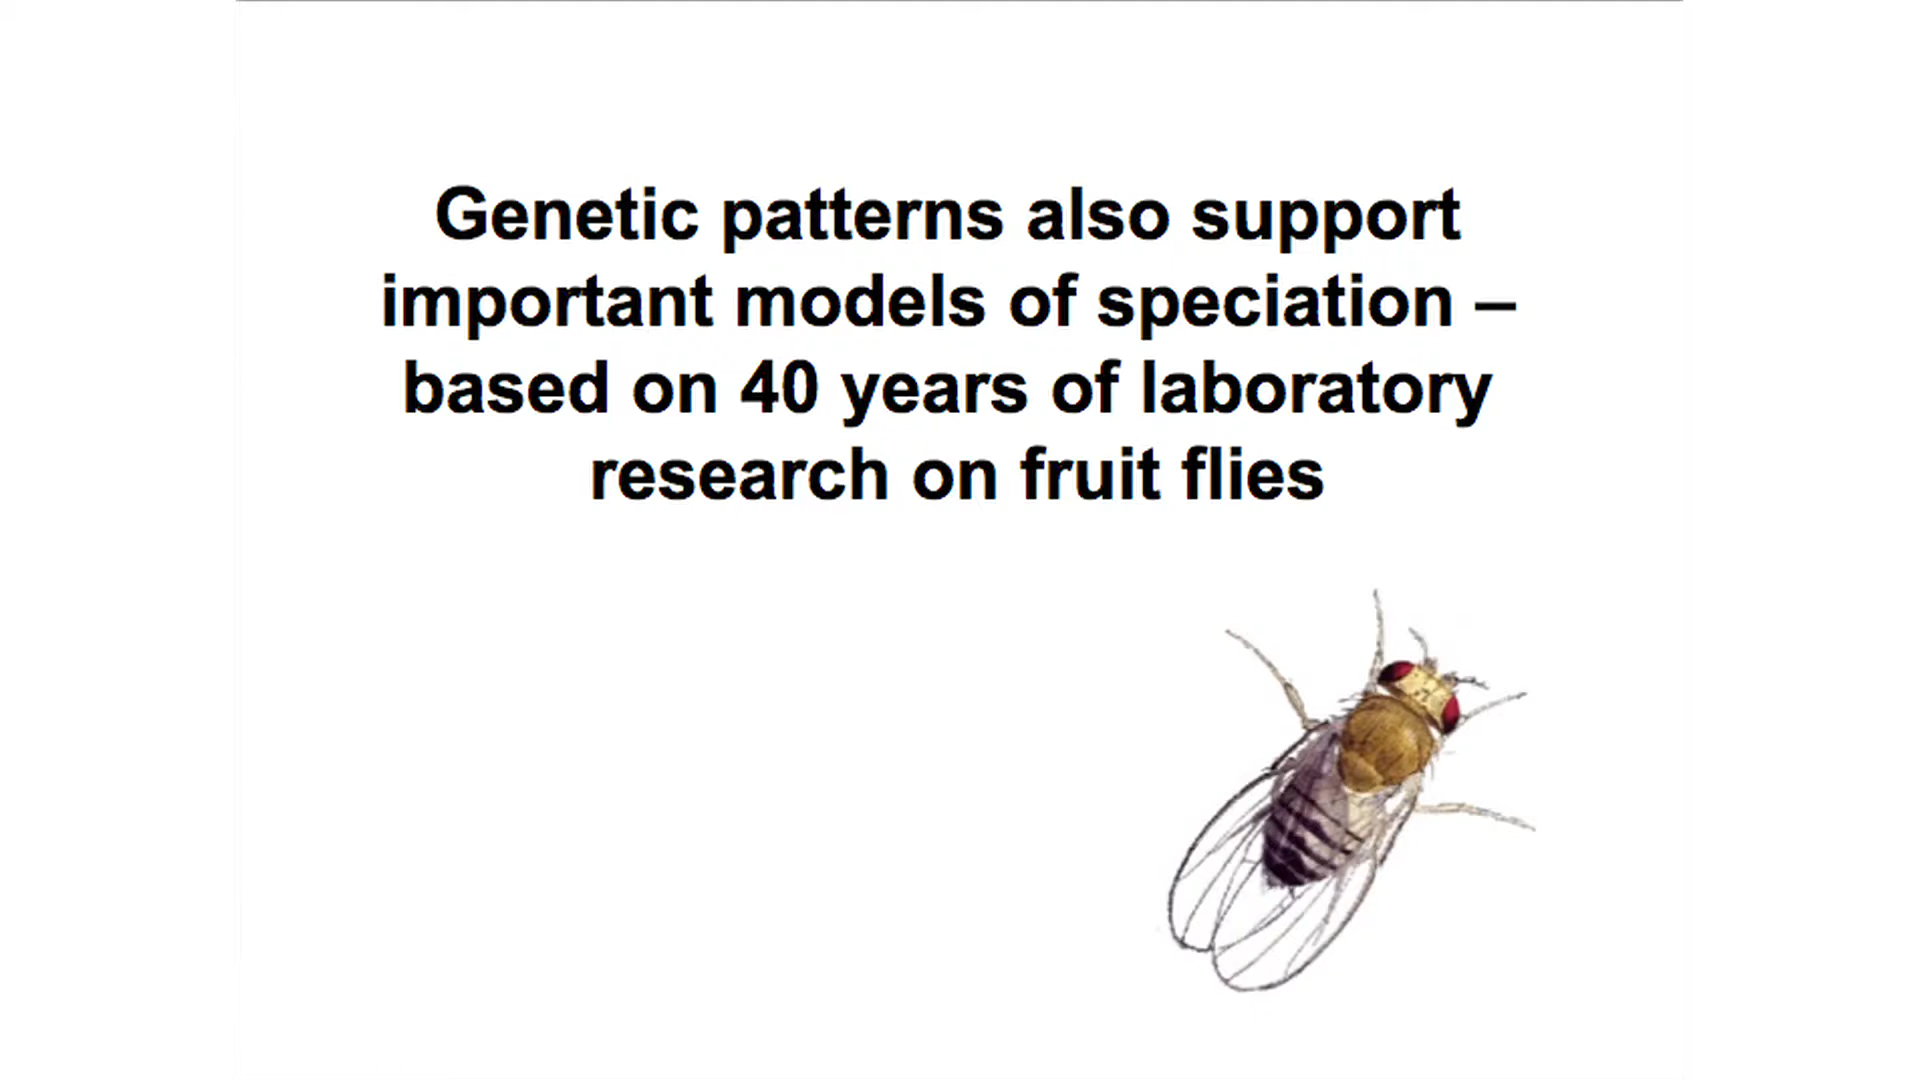 Genetic patterns also support
important models of speciation –
based on 40 years of laboratory
research on fruit flies